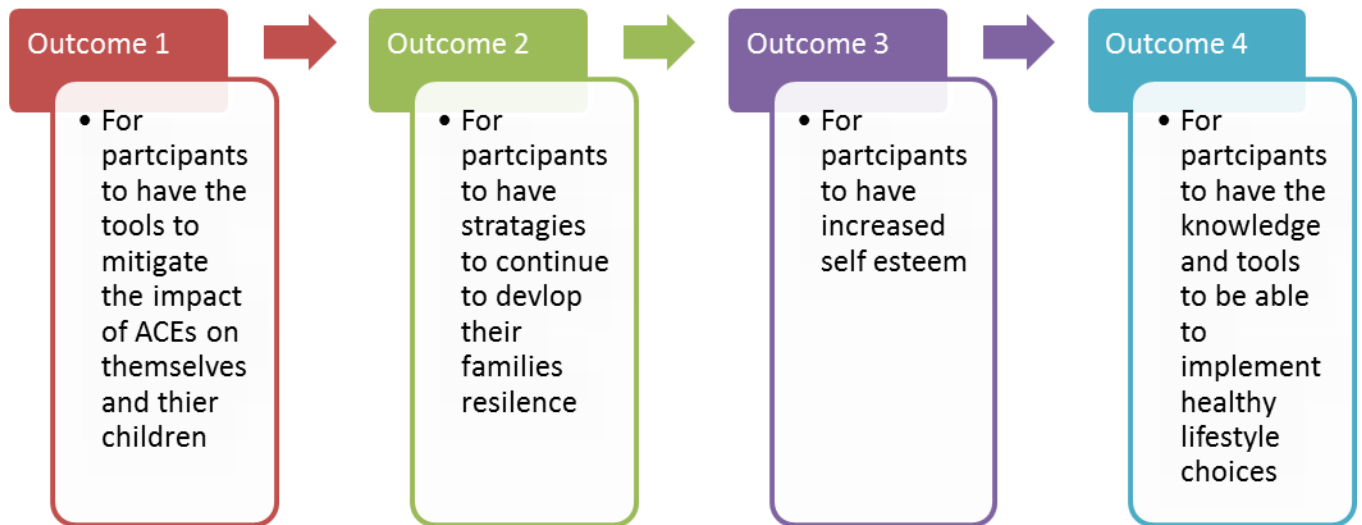 Outcome 1
• For
partcipants
to have the
tools to
mitigate
the impact
of ACEs on
themselves
and thier
children
Outcome 2
• For
partcipants
to have
stratagies
to continue
to devlop
their
families
resilence
Outcome 3
• For
partcipants
to have
increased
self esteem
Outcome 4
• For
partcipants
to have the
knowledge
and tools
to be able
to
implement
healthy
lifestyle
choices